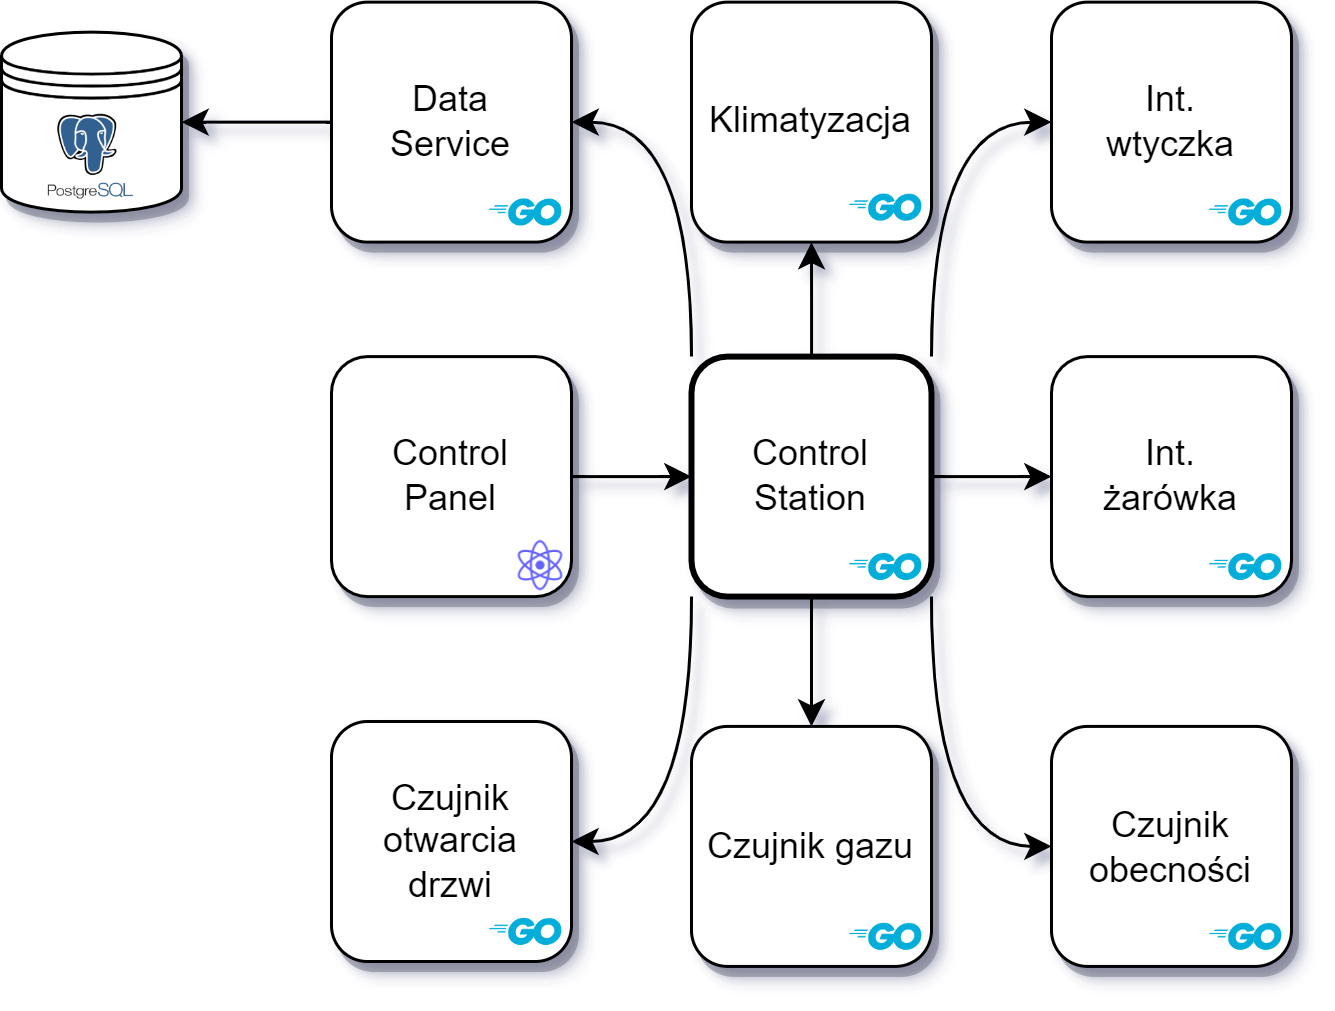 Data
Service
GO
Klimatyzacja
GO
Int.
wtyczka
GO
PostgreSQL
Control
Panel
Control
Station
GO
Int.
żarówka
GO
Czujnik
otwarcia
drzwi
GO
Czujnik gazu
GO
Czujnik
obecności
GO